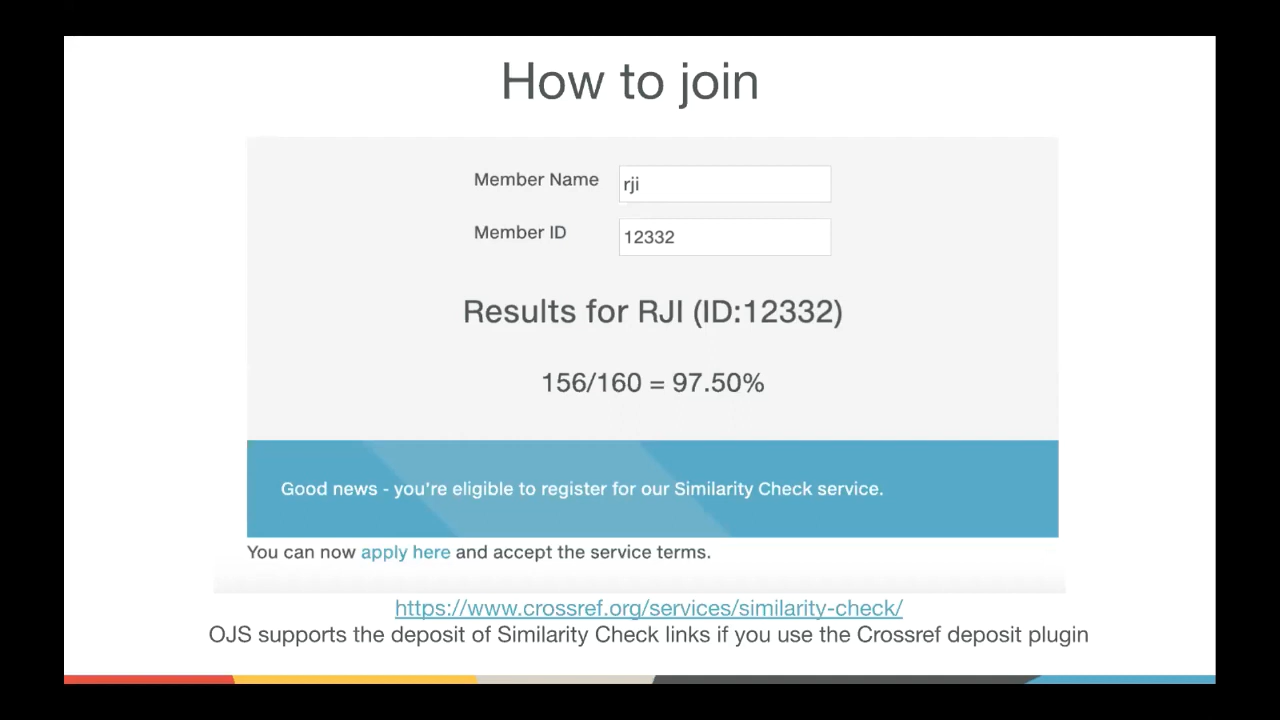 How to join
Member Name rji
Member ID 12332
Results for RJI (ID:12332)
156/160 = 97.50%
Good news - you're eligible to register for our Similarity Check service.
You can now apply here and accept the service terms.
https://www.crossref.org/services/similarity-check/
OJS supports the deposit of Similarity Check links if you use the Crossref deposit plugin